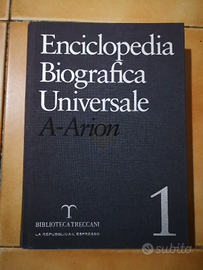 Enciclopedia
Biografica
Universale
A-Arion
1
BIBLIOTECA TRECCANI
LA REPUBBLICA L'ESPRESSO
subito